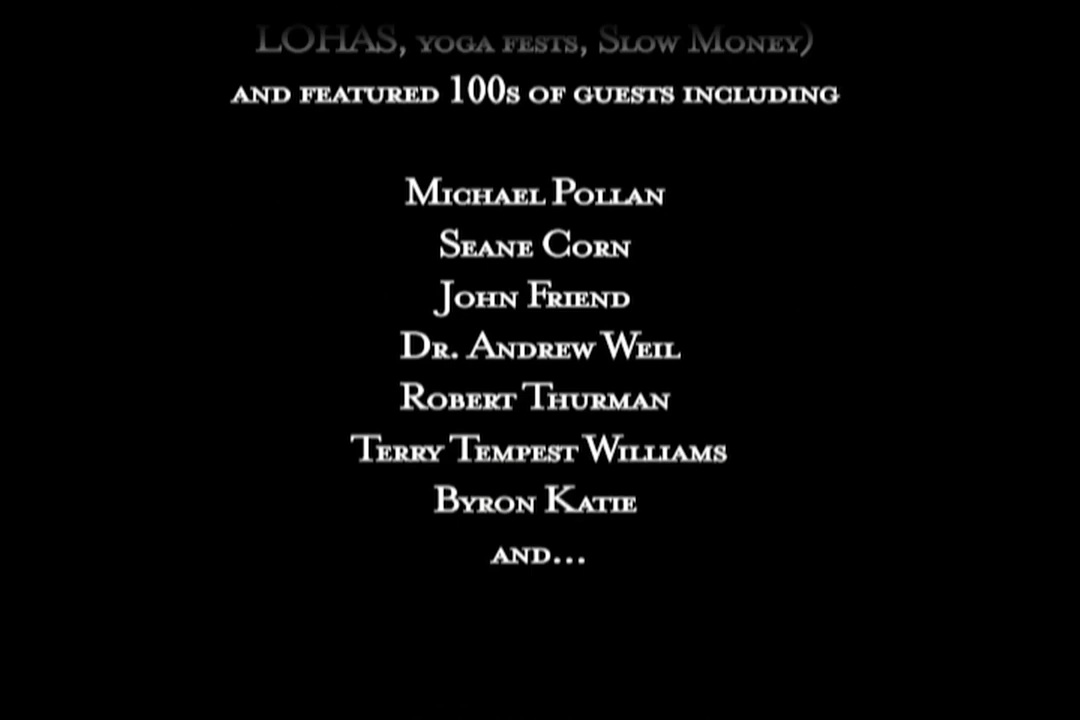 LOHAS, YOGA FESTS, SLOW MONEY)
AND FEATURED 100S OF GUESTS INCLUDING
MICHAEL POLLAN
SEANE CORN
JOHN FRIEND
DR. ANDREW WEIL
ROBERT THURMAN
TERRY TEMPEST WILLIAMS
BYRON KATIE
AND...